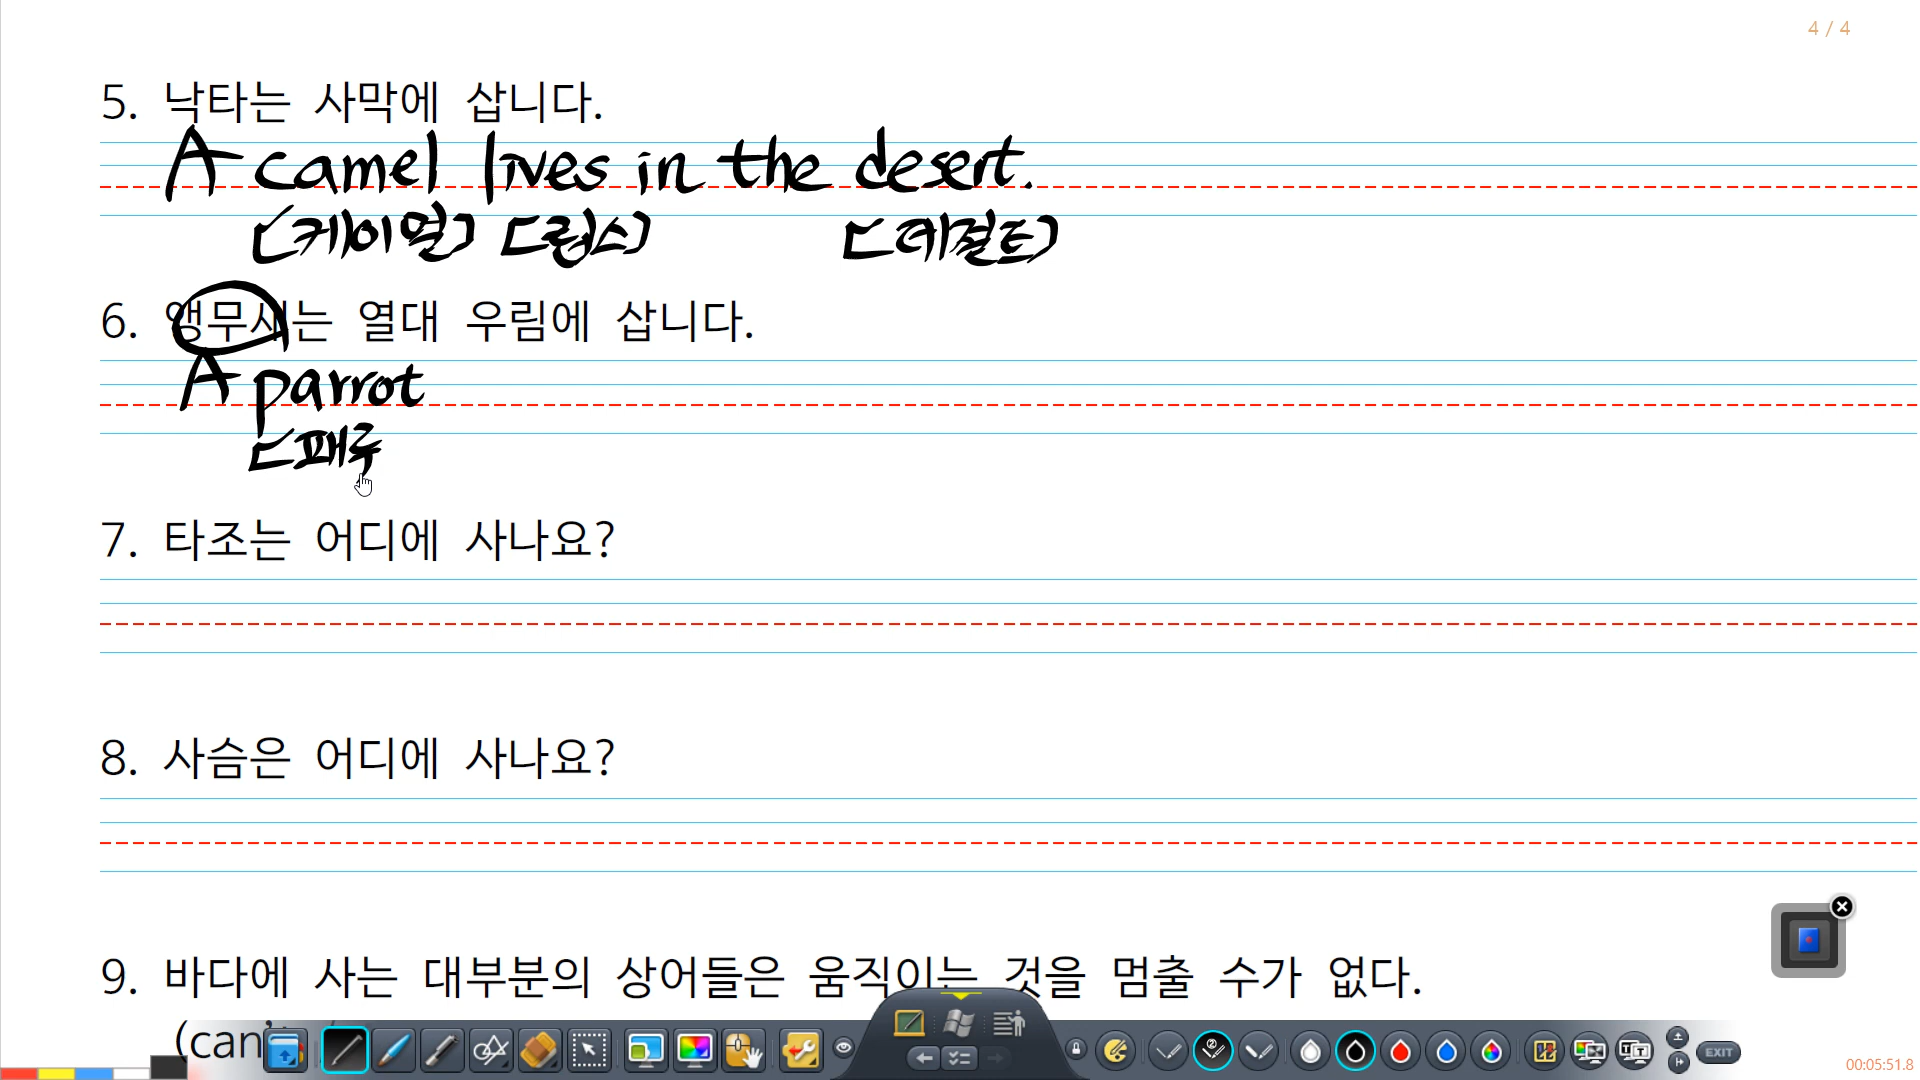 4 / 4
5. 낙타는 사막에 삽니다.
A camel lives in the desert.
[케이멀] [립스] [데절트]
6. 앵무새는 열대 우림에 삽니다.
A parrot
[패루
7. 타조는 어디에 사나요?
8. 사슴은 어디에 사나요?
9. 바다에 사는 대부분의 상어들은 움직이는 것을 멈출 수가 없다.
(can'
EXIT
00:05:51.8